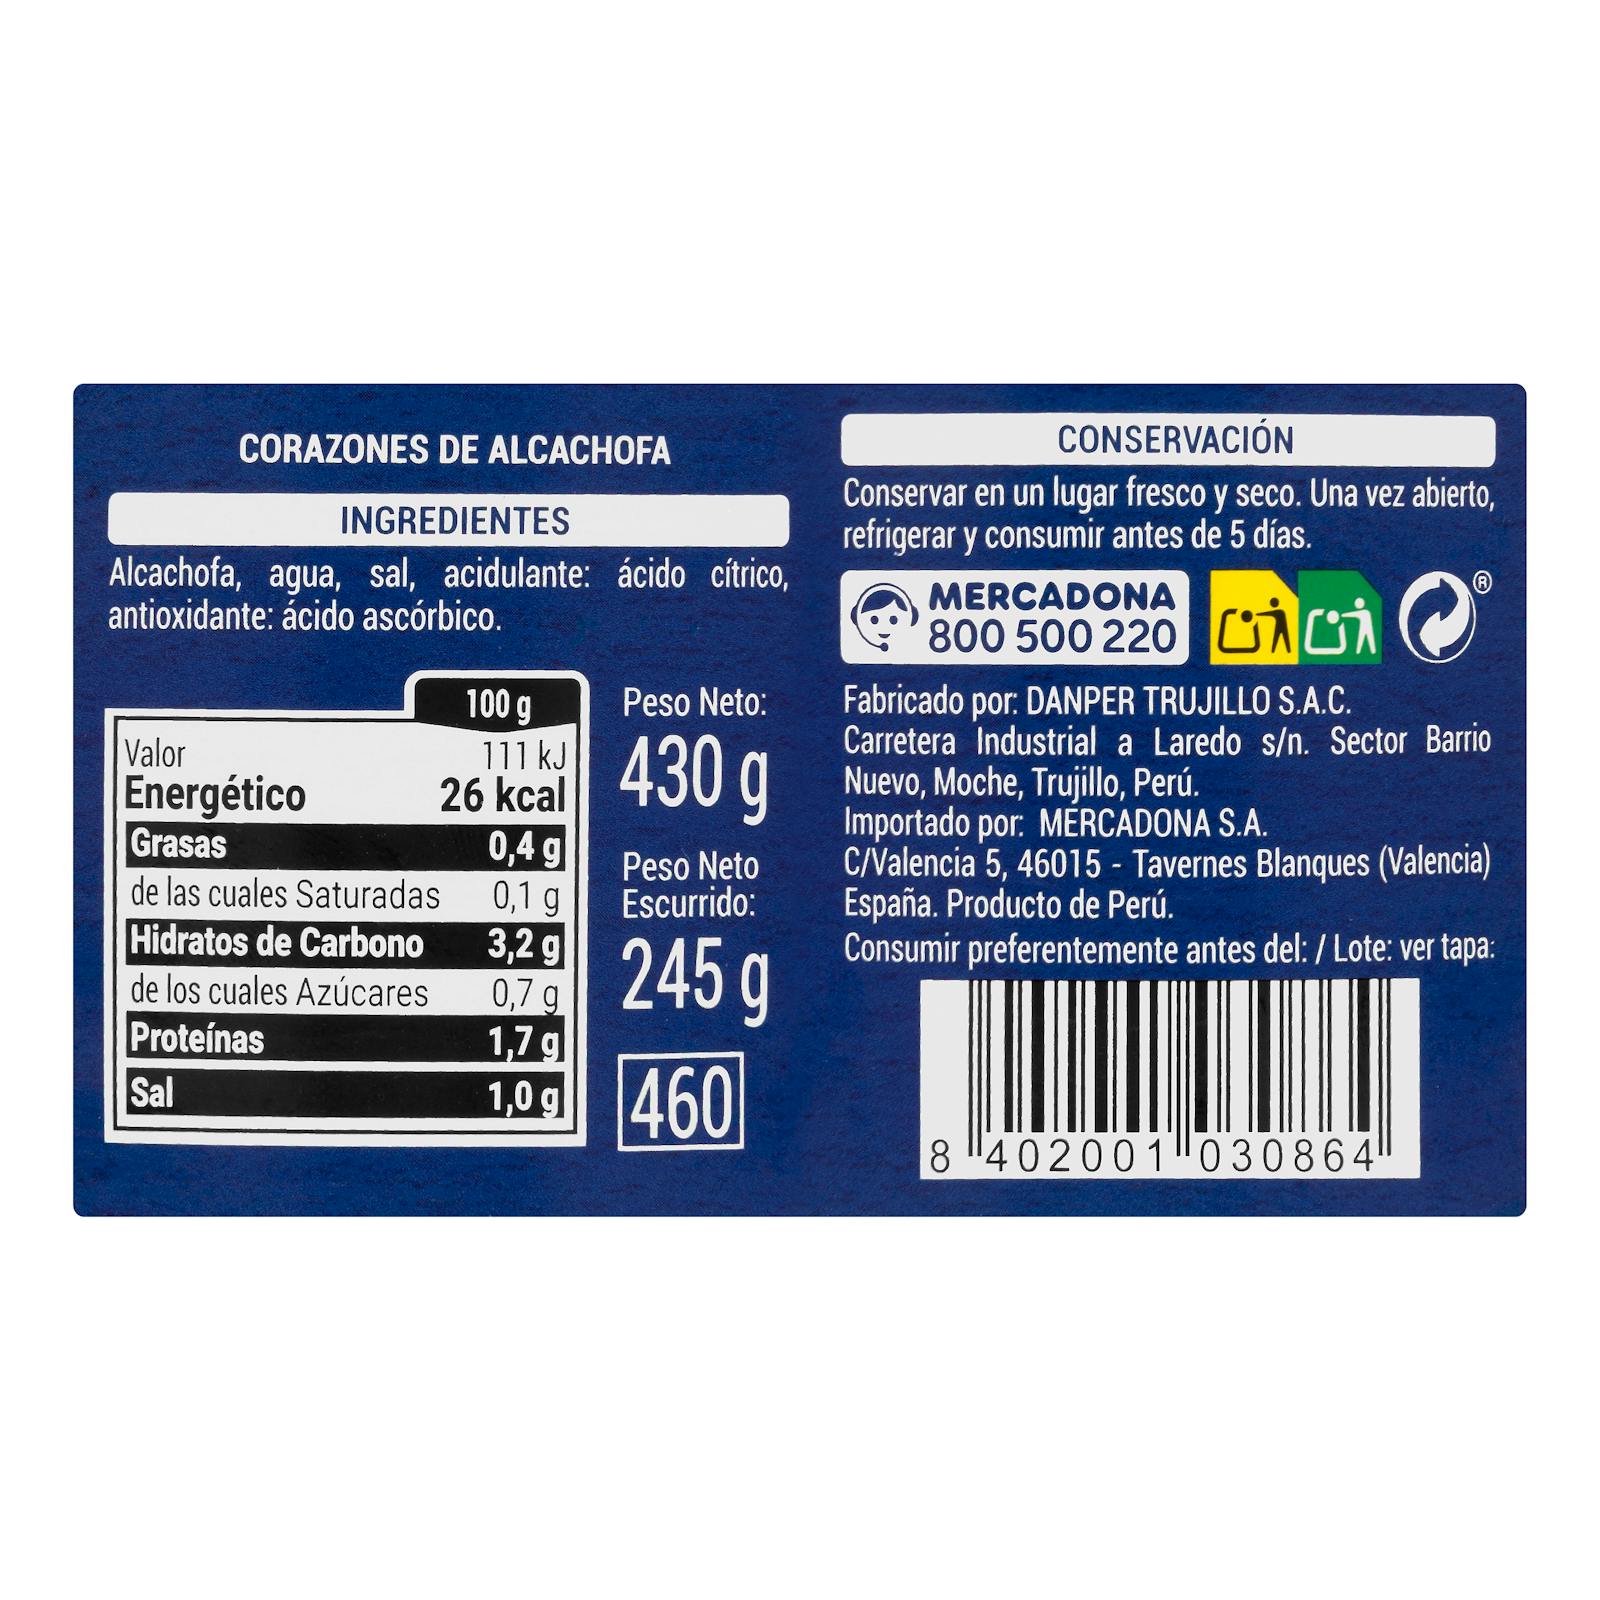 CORAZONES DE ALCACHOFA
INGREDIENTES
Alcachofa, agua, sal, acidulante: ácido cítrico,
antioxidante: ácido ascórbico.
100 g
Valor 111 kJ
Energético 26 kcal
Grasas 0,4 g
de las cuales Saturadas 0,1 g
Hidratos de Carbono 3,2 g
de los cuales Azúcares 0,7 g
Proteínas 1,7 g
Sal 1,0 g
Peso Neto:
430 g
Peso Neto
Escurrido:
245 g
460
CONSERVACIÓN
Conservar en un lugar fresco y seco. Una vez abierto,
refrigerar y consumir antes de 5 días.
MERCADONA
800 500 220
®
Fabricado por: DANPER TRUJILLO S.A.C.
Carretera Industrial a Laredo s/n. Sector Barrio
Nuevo, Moche, Trujillo, Perú.
Importado por: MERCADONA S.A.
C/Valencia 5, 46015 - Tavernes Blanques (Valencia)
España. Producto de Perú.
Consumir preferentemente antes del: / Lote: ver tapa:
8 402001 030864